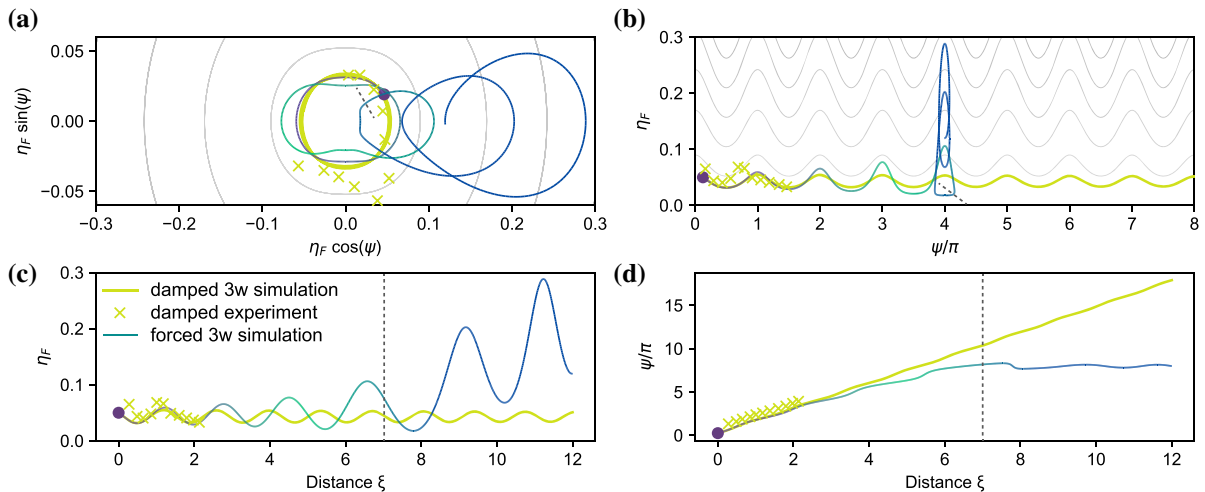 (a)
0.05
0.00
−0.05
η_F sin(ψ)
−0.3 −0.2 −0.1 0.0 0.1 0.2 0.3
η_F cos(ψ)
(b)
0.3
0.2
0.1
0.0
η_F
0 1 2 3 4 5 6 7 8
ψ/π
(c)
0.3
0.2
0.1
0.0
η_F
damped 3w simulation
damped experiment
forced 3w simulation
0 2 4 6 8 10 12
Distance ξ
(d)
15
10
5
0
ψ/π
0 2 4 6 8 10 12
Distance ξ